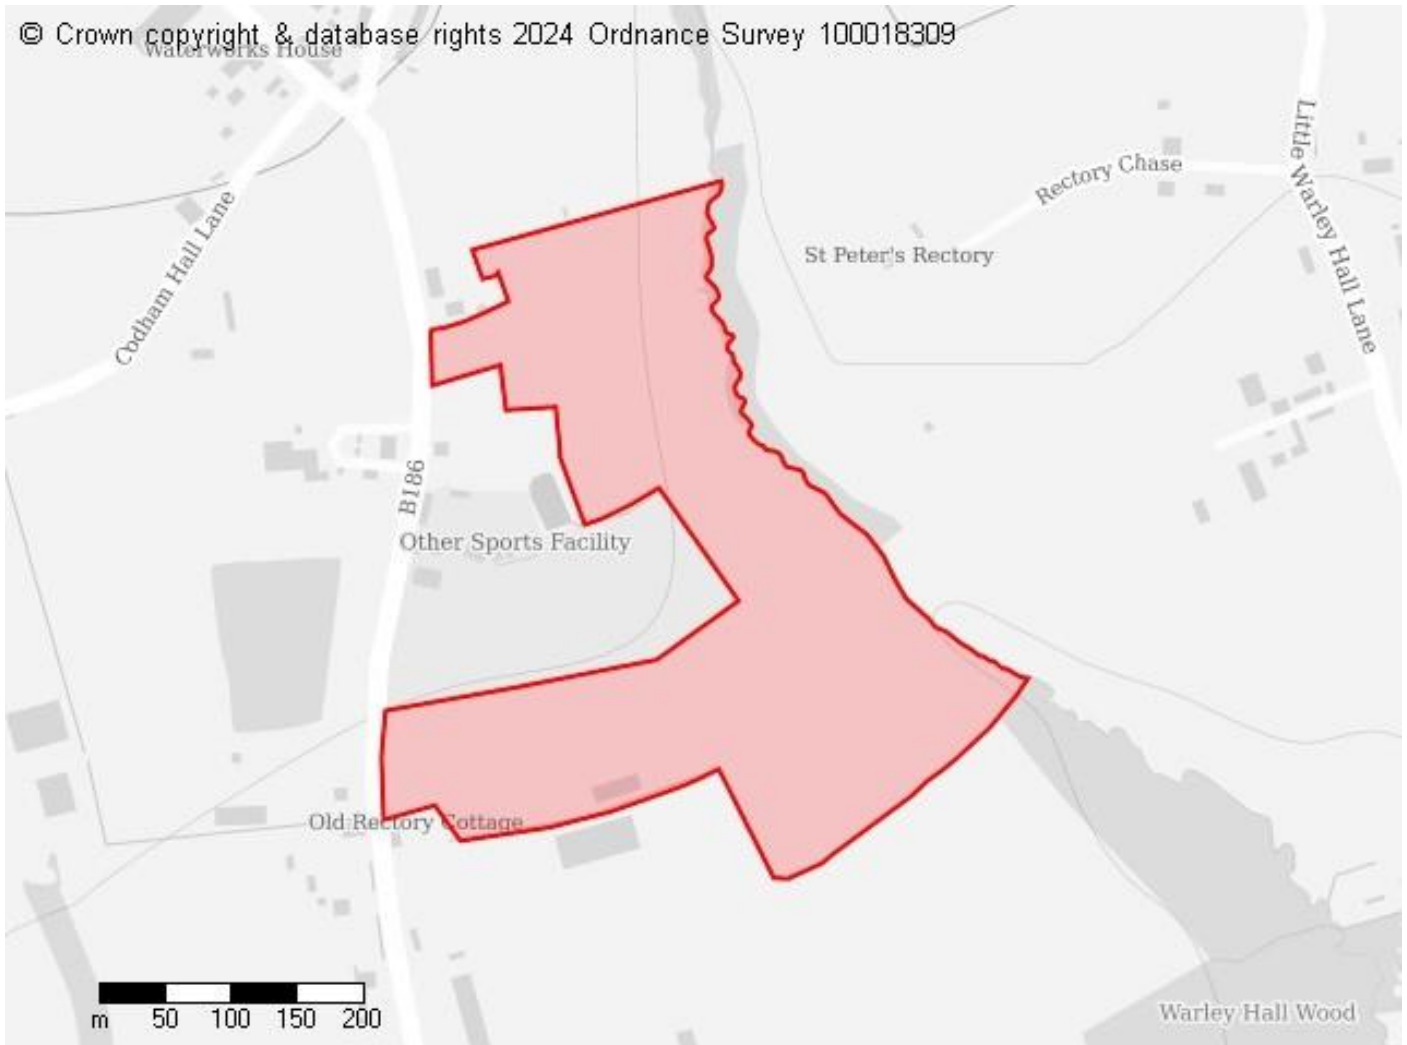 © Crown copyright & database rights 2024 Ordnance Survey 100018309
Waterworks House
Little Warley Hall Lane
Rectory Chase
Codham Hall Lane
St Peter's Rectory
B186
Other Sports Facility
Old Rectory Cottage
m 50 100 150 200
Warley Hall Wood